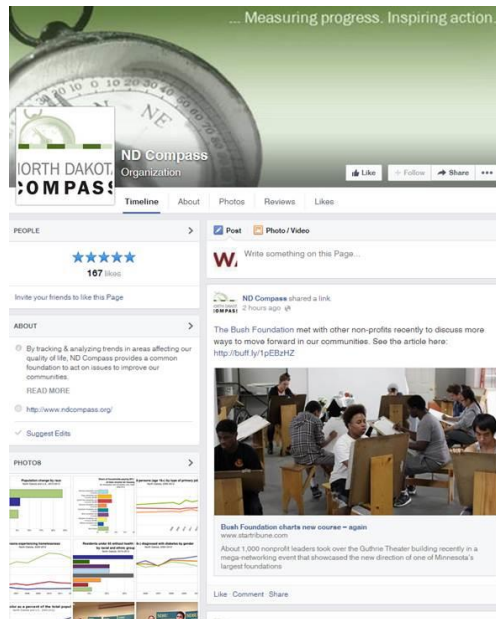 ... Measuring progress. Inspiring action.
NORTH DAKOTA
COMPASS
ND Compass
Organization
Like
Follow
Share
Timeline About Photos Reviews Likes
PEOPLE
167 likes
Invite your friends to like this Page
ABOUT
By tracking & analyzing trends in areas affecting our
quality of life, ND Compass provides a common
foundation to act on issues to improve our
communities.
READ MORE
http://www.ndcompass.org/
Suggest Edits
PHOTOS
Population change by race
Post Photo / Video
W.
Write something on this Page...
ND Compass shared a link
2 hours ago
The Bush Foundation met with other non-profits recently to discuss more
ways to move forward in our communities. See the article here:
http://buff.ly/1pEBzHZ
Bush Foundation charts new course – again
www.startribune.com
About 1,000 nonprofit leaders took over the Guthrie Theater building recently in a
mega-networking event that showcased the new direction of one of Minnesota's
largest foundations
Like Comment Share